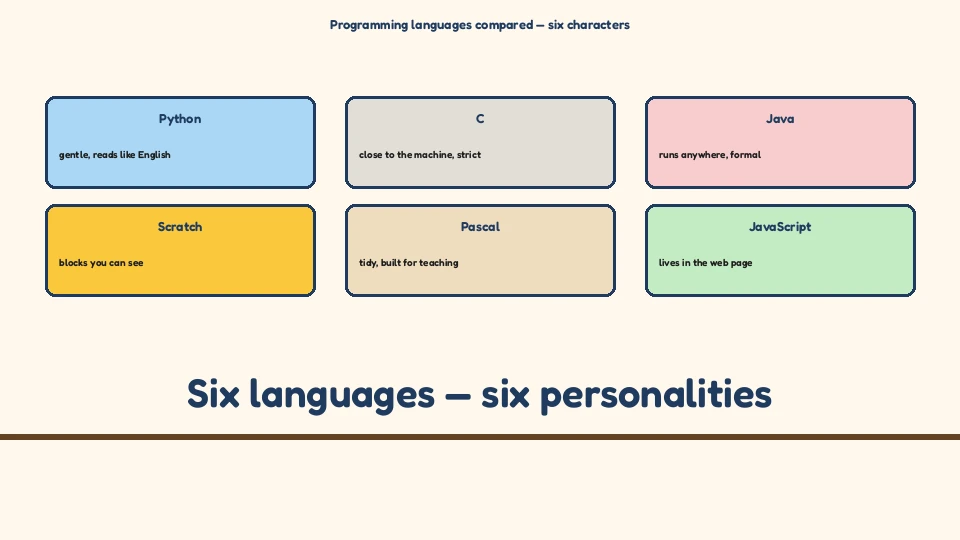 Programming languages compared — six characters
Python
gentle, reads like English
C
close to the machine, strict
Java
runs anywhere, formal
Scratch
blocks you can see
Pascal
tidy, built for teaching
JavaScript
lives in the web page
Six languages — six personalities